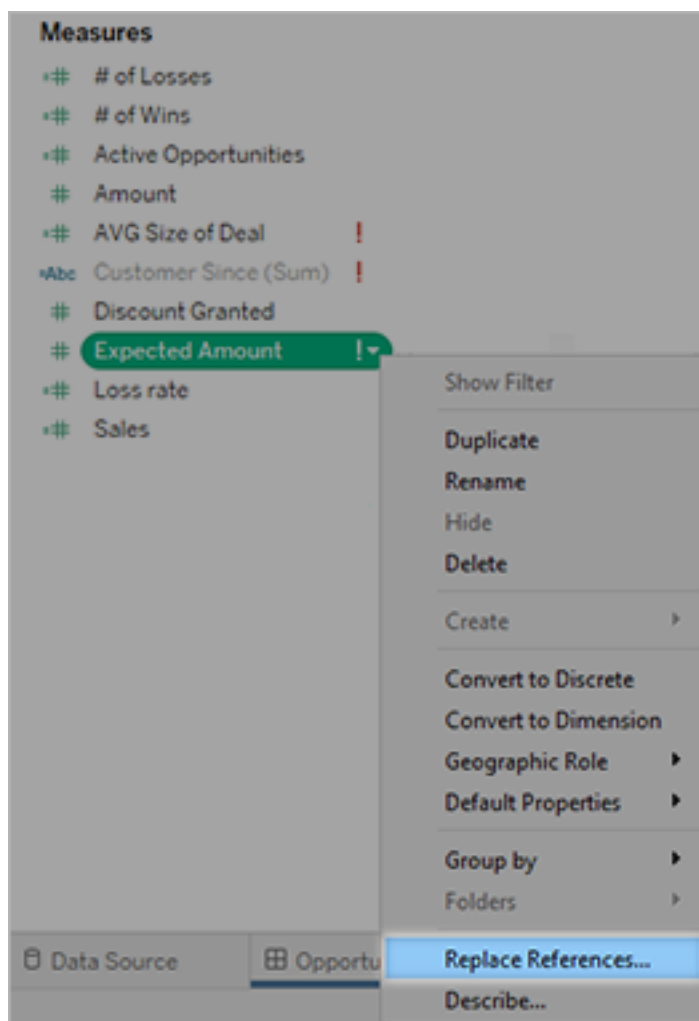 Measures
# of Losses
# of Wins
Active Opportunities
Amount
AVG Size of Deal !
Abc Customer Since (Sum) !
Discount Granted
Expected Amount !
Loss rate
Sales
Show Filter
Duplicate
Rename
Hide
Delete
Create
Convert to Discrete
Convert to Dimension
Geographic Role
Default Properties
Group by
Folders
Replace References...
Describe...
Data Source
Opportu